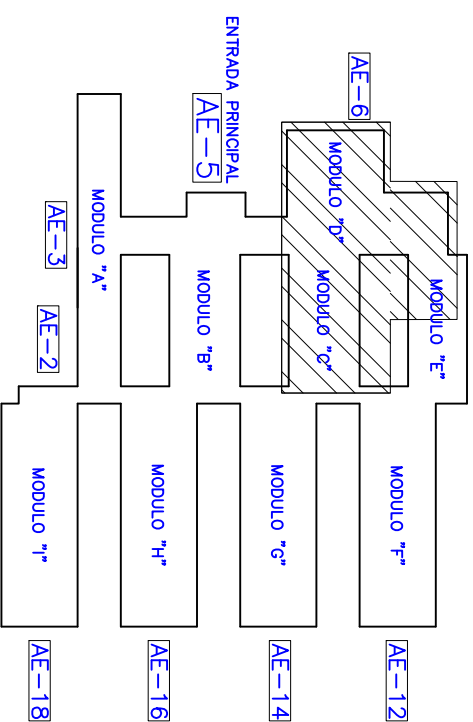 MODULO "E"
MODULO "F"
AE-12
AE-6
MODULO "D"
MODULO "C"
MODULO "G"
AE-14
ENTRADA PRINCIPAL
AE-5
MODULO "B"
MODULO "H"
AE-16
MODULO "A"
AE-3
AE-2
MODULO "I"
AE-18